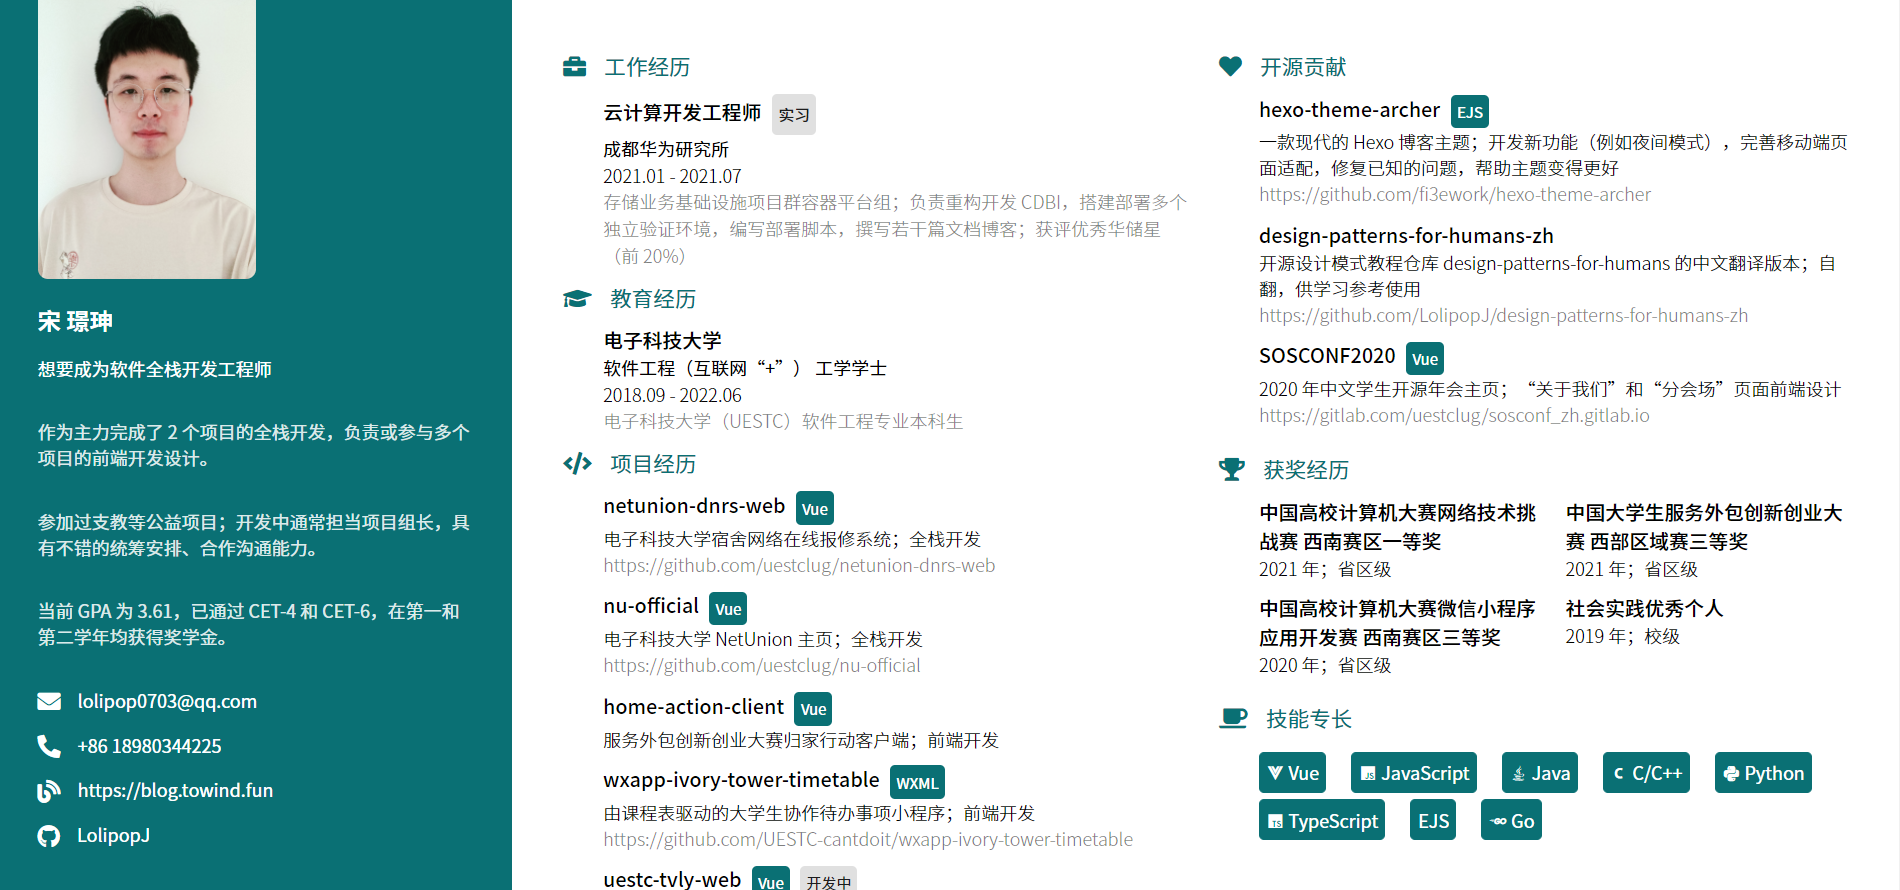 宋 璟珅
想要成为软件全栈开发工程师
作为主力完成了 2 个项目的全栈开发，负责或参与多个
项目的前端开发设计。
参加过支教等公益项目；开发中通常担当项目组长，具
有不错的统筹安排、合作沟通能力。
当前 GPA 为 3.61，已通过 CET-4 和 CET-6，在第一和
第二学年均获得奖学金。
lolipop0703@qq.com
+86 18980344225
https://blog.towind.fun
LolipopJ
工作经历
云计算开发工程师 实习
成都华为研究所
2021.01 - 2021.07
存储业务基础设施项目群容器平台组；负责重构开发 CDBI，搭建部署多个
独立验证环境，编写部署脚本，撰写若干篇文档博客；获评优秀华储星
（前 20%）
教育经历
电子科技大学
软件工程（互联网“+”） 工学学士
2018.09 - 2022.06
电子科技大学（UESTC）软件工程专业本科生
项目经历
netunion-dnrs-web Vue
电子科技大学宿舍网络在线报修系统；全栈开发
https://github.com/uestclug/netunion-dnrs-web
nu-official Vue
电子科技大学 NetUnion 主页；全栈开发
https://github.com/uestclug/nu-official
home-action-client Vue
服务外包创新创业大赛归家行动客户端；前端开发
wxapp-ivory-tower-timetable WXML
由课程表驱动的大学生协作待办事项小程序；前端开发
https://github.com/UESTC-cantdoit/wxapp-ivory-tower-timetable
uestc-tvly-web Vue 开发中
开源贡献
hexo-theme-archer EJS
一款现代的 Hexo 博客主题；开发新功能（例如夜间模式），完善移动端页
面适配，修复已知的问题，帮助主题变得更好
https://github.com/fi3ework/hexo-theme-archer
design-patterns-for-humans-zh
开源设计模式教程仓库 design-patterns-for-humans 的中文翻译版本；自
翻，供学习参考使用
https://github.com/LolipopJ/design-patterns-for-humans-zh
SOSCONF2020 Vue
2020 年中文学生开源年会主页；“关于我们”和“分会场”页面前端设计
https://gitlab.com/uestclug/sosconf_zh.gitlab.io
获奖经历
中国高校计算机大赛网络技术挑
战赛 西南赛区一等奖
2021 年；省区级
中国大学生服务外包创新创业大
赛 西部区域赛三等奖
2021 年；省区级
中国高校计算机大赛微信小程序
应用开发赛 西南赛区三等奖
2020 年；省区级
社会实践优秀个人
2019 年；校级
技能专长
Vue JavaScript Java C/C++ Python
TypeScript EJS Go